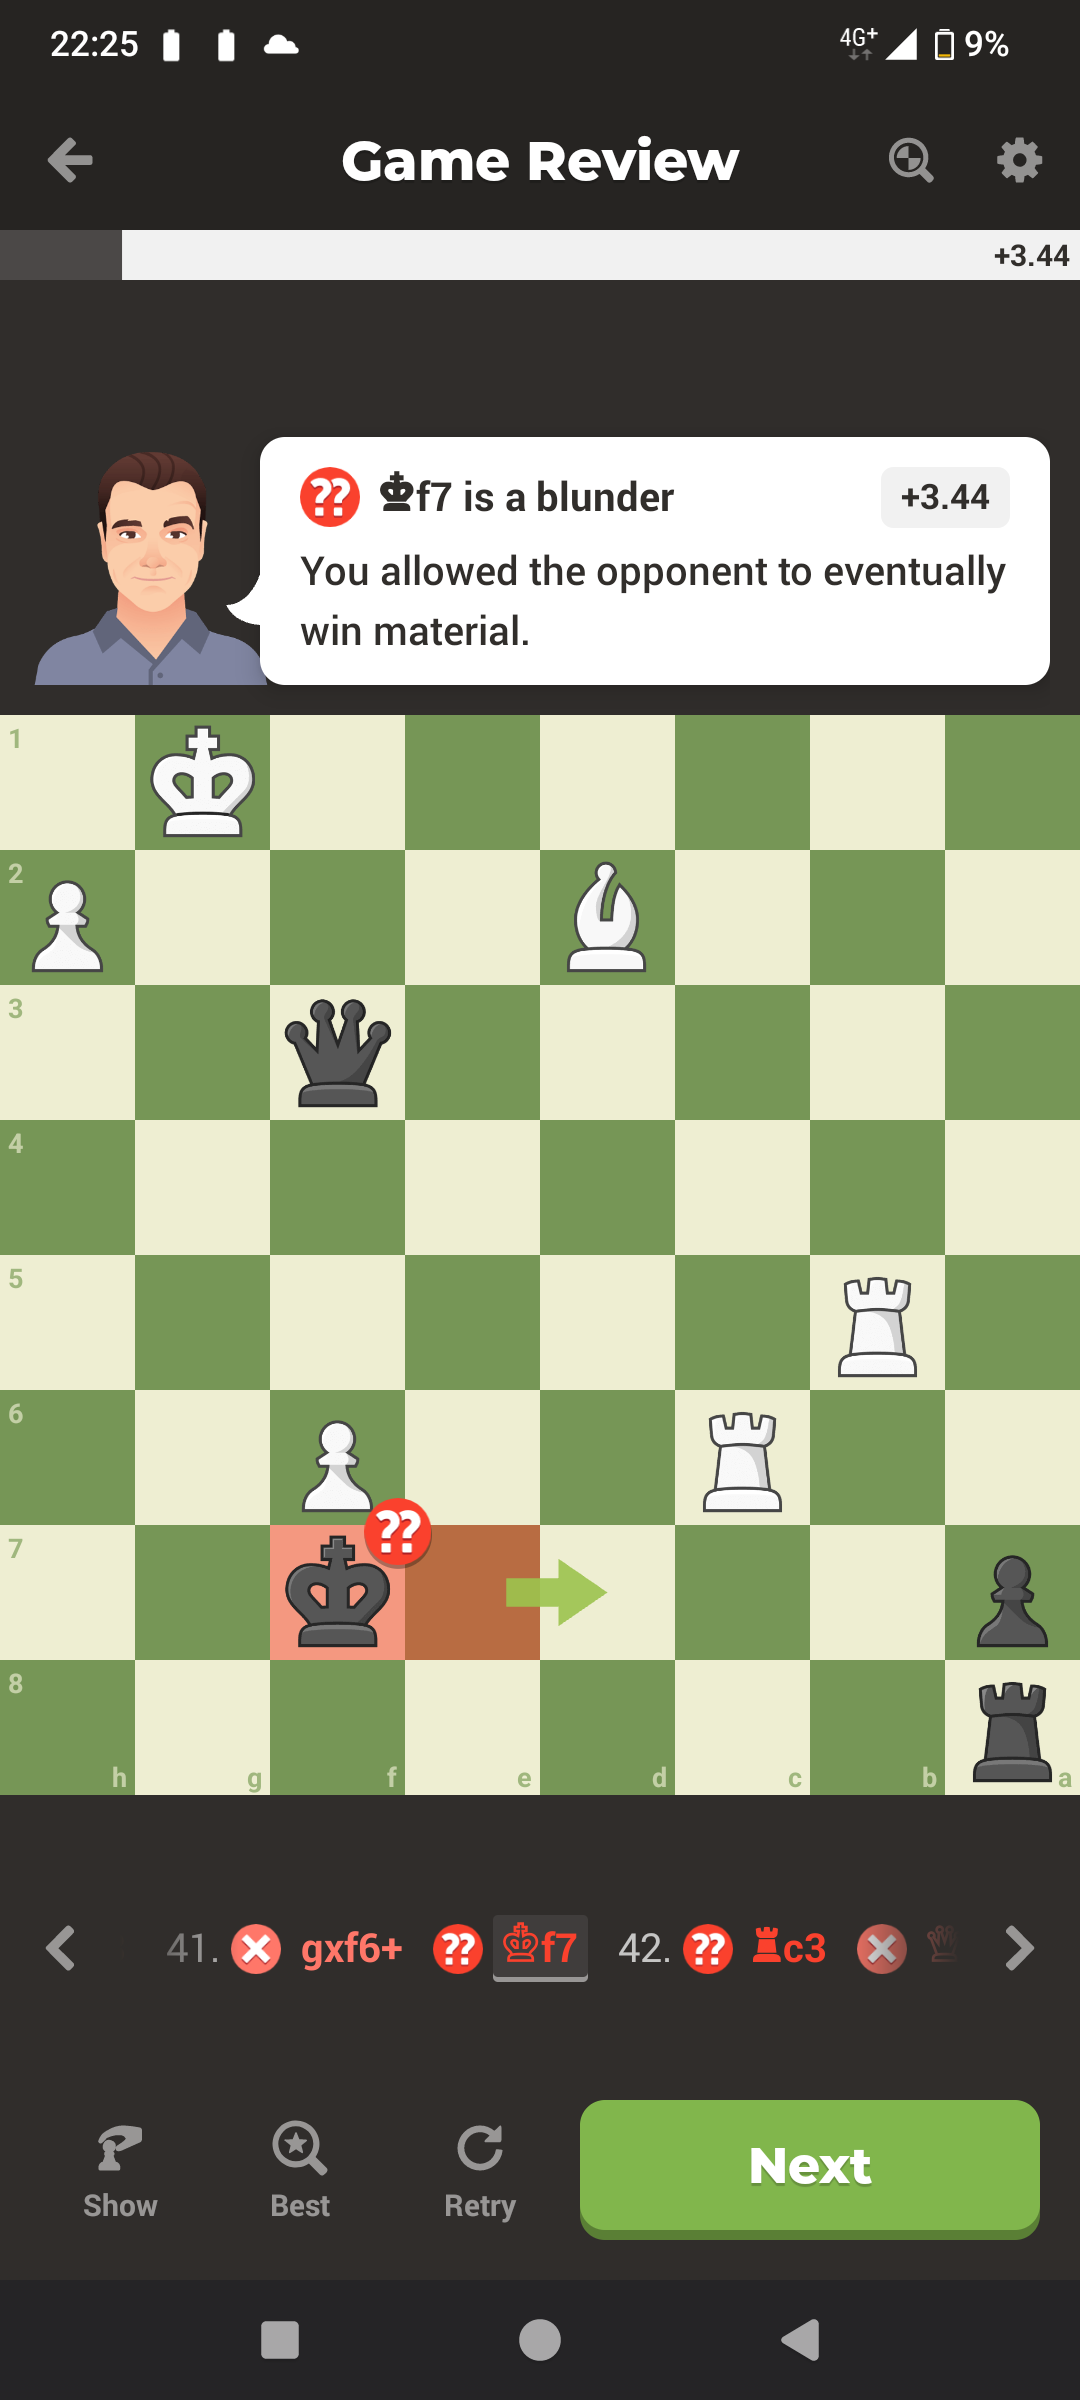 22:25
4G+
9%
Game Review
+3.44
?? f7 is a blunder
+3.44
You allowed the opponent to eventually
win material.
1
2
3
4
5
6
??
7
8
h g f e d c b a
41. gxf6+ ?? f7 42. ?? c3
Show
Best
Retry
Next